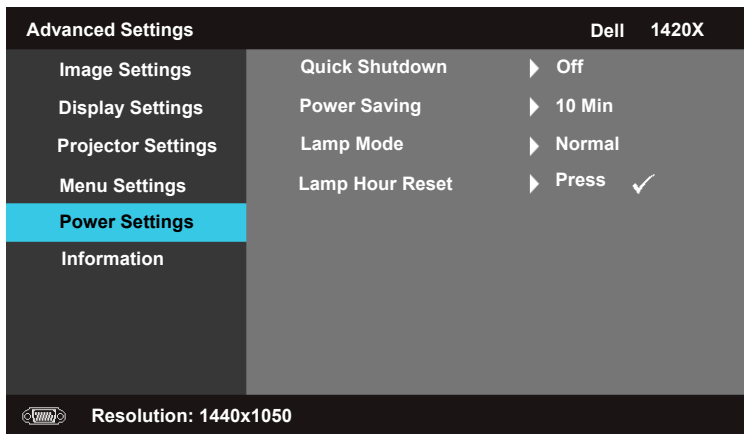 Advanced Settings Dell 1420X
Image Settings Quick Shutdown Off
Display Settings Power Saving 10 Min
Projector Settings Lamp Mode Normal
Menu Settings Lamp Hour Reset Press
Power Settings
Information
Resolution: 1440x1050